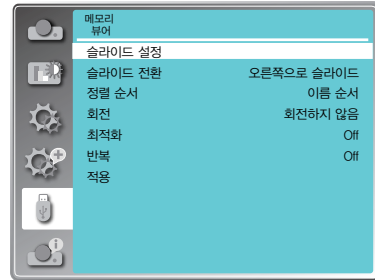 메모리
뷰어
슬라이드 설정
슬라이드 전환 오른쪽으로 슬라이드
정렬 순서 이름 순서
회전 회전하지 않음
최적화 Off
반복 Off
적용